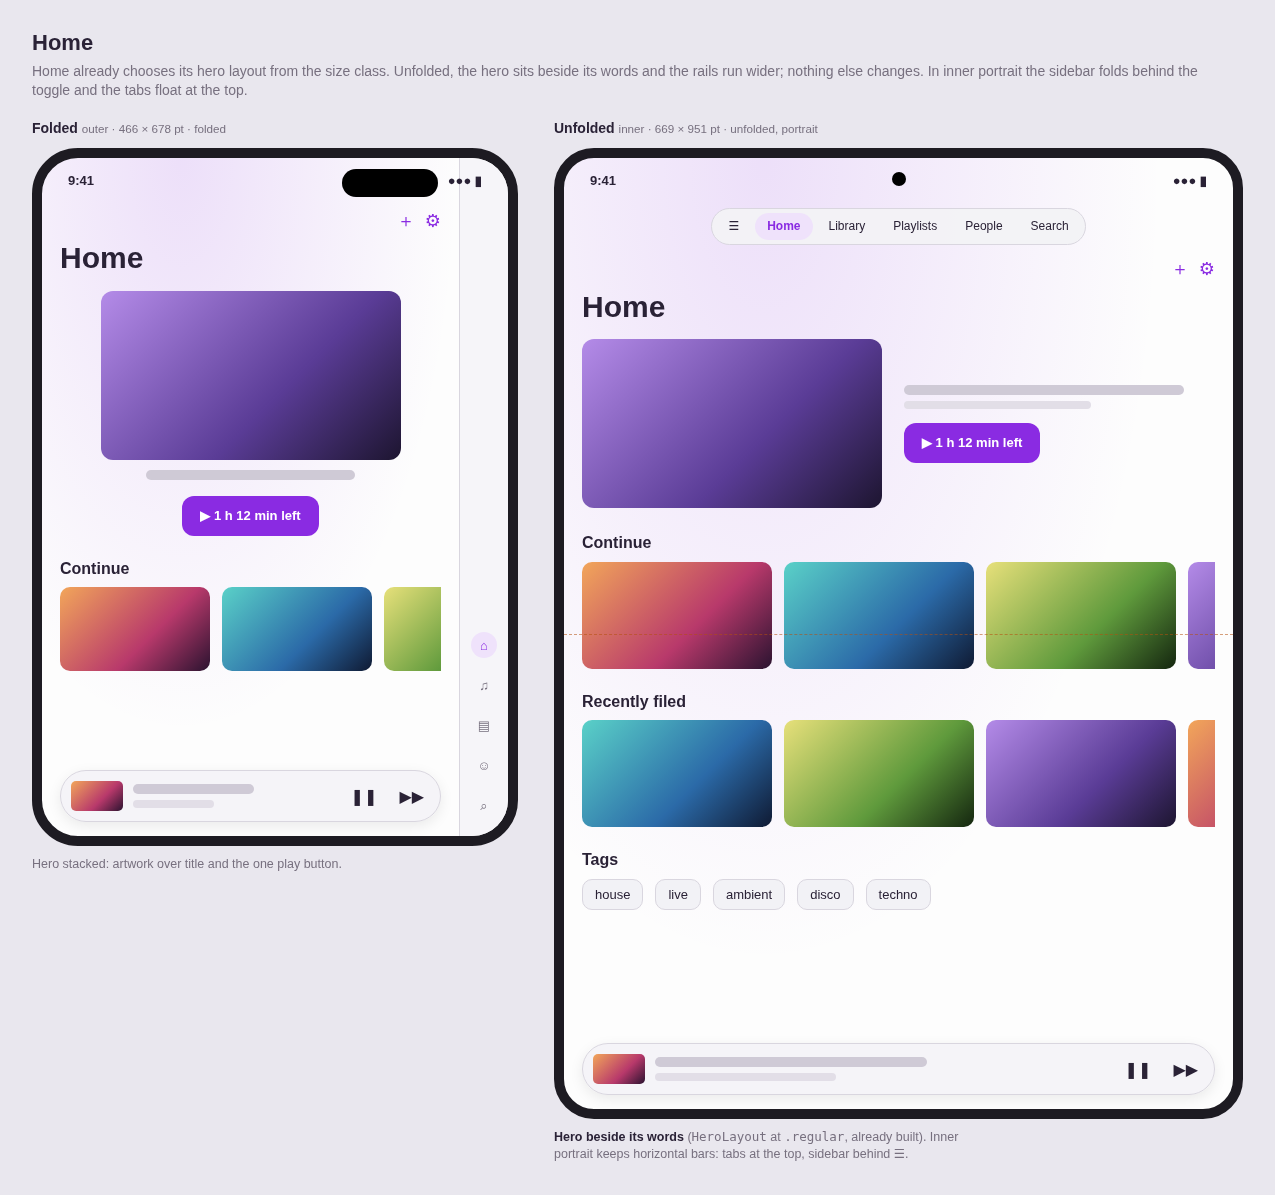 Home
Home already chooses its hero layout from the size class. Unfolded, the hero sits beside its words and the rails run wider; nothing else changes. In inner portrait the sidebar folds behind the
toggle and the tabs float at the top.
Folded outer · 466 × 678 pt · folded
9:41
Home
▶ 1 h 12 min left
Continue
Hero stacked: artwork over title and the one play button.
Unfolded inner · 669 × 951 pt · unfolded, portrait
9:41
☰ Home Library Playlists People Search
Home
▶ 1 h 12 min left
Continue
Recently filed
Tags
house live ambient disco techno
Hero beside its words (HeroLayout at .regular, already built). Inner
portrait keeps horizontal bars: tabs at the top, sidebar behind ☰.